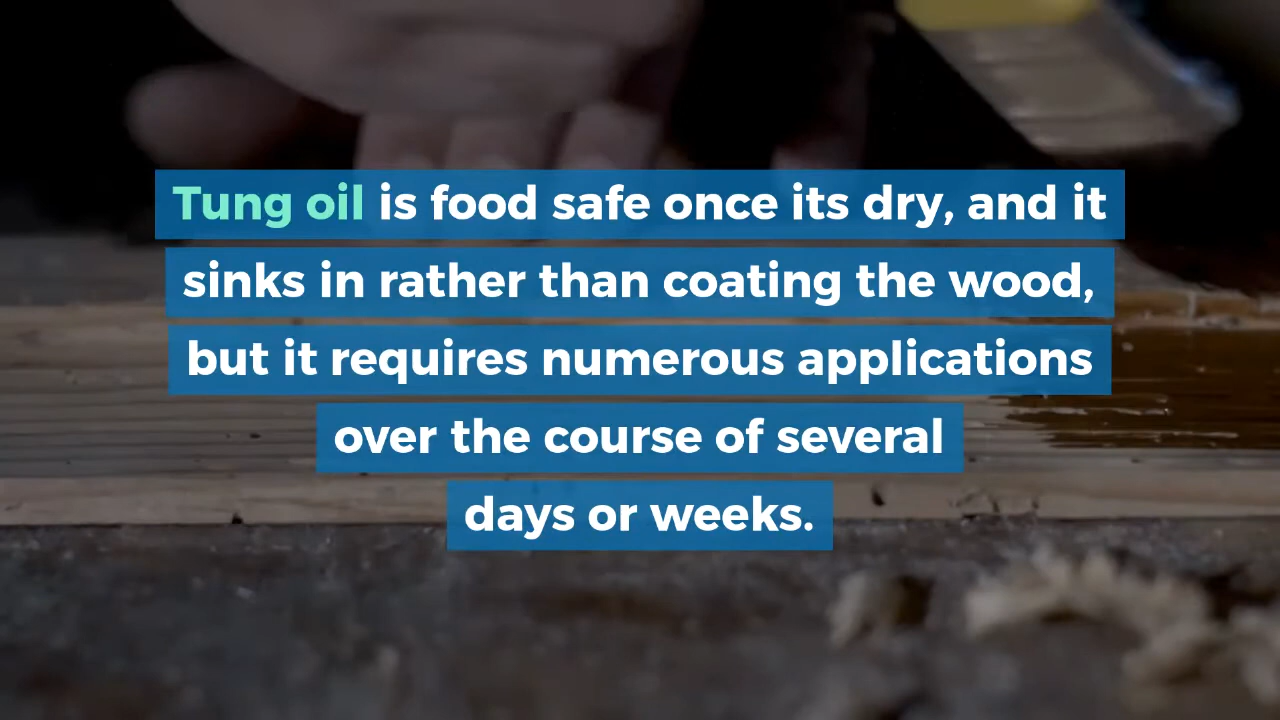 Tung oil is food safe once its dry, and it
sinks in rather than coating the wood,
but it requires numerous applications
over the course of several
days or weeks.